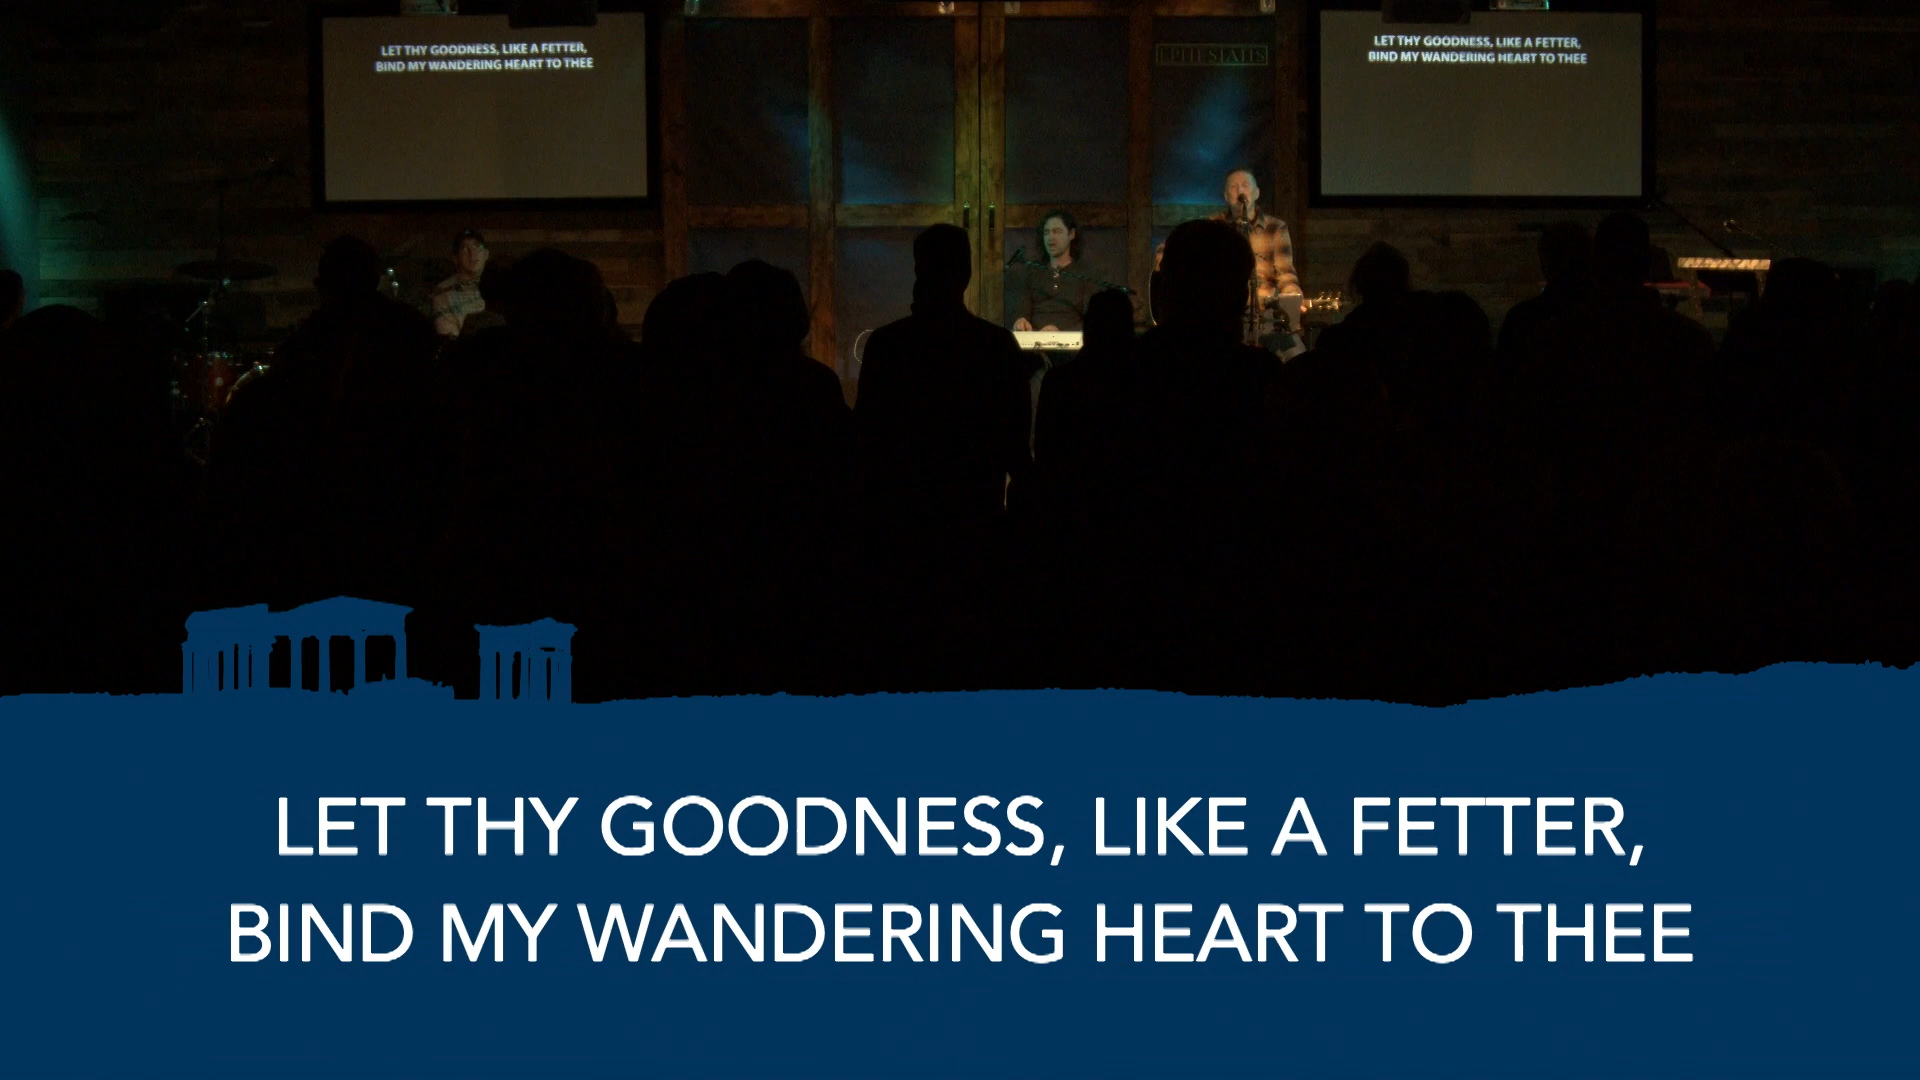 LET THY GOODNESS, LIKE A FETTER,
BIND MY WANDERING HEART TO THEE
LET THY GOODNESS, LIKE A FETTER,
BIND MY WANDERING HEART TO THEE
EPHESIANS
LET THY GOODNESS, LIKE A FETTER,
BIND MY WANDERING HEART TO THEE